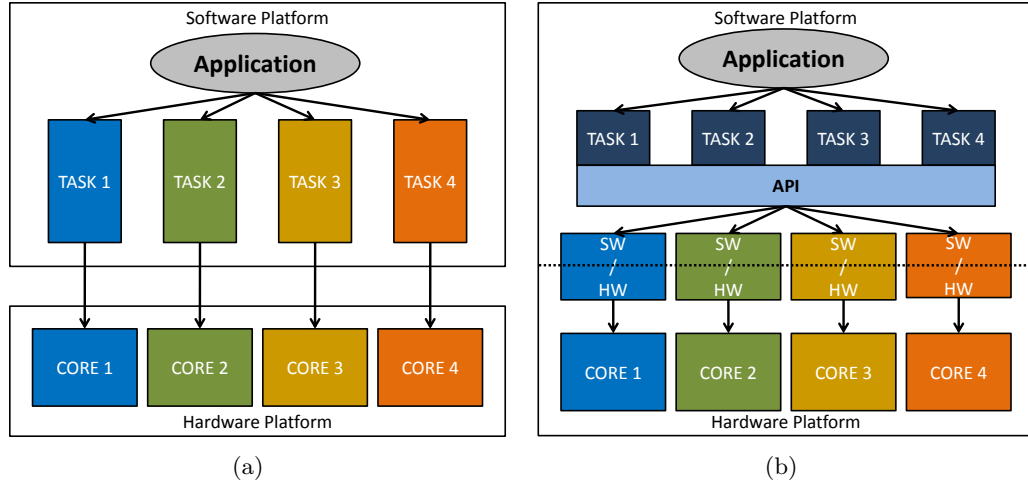 Software Platform
Application
TASK 1
TASK 2
TASK 3
TASK 4
CORE 1
CORE 2
CORE 3
CORE 4
Hardware Platform
(a)
Software Platform
Application
TASK 1
TASK 2
TASK 3
TASK 4
API
SW
/
HW
SW
/
HW
SW
/
HW
SW
/
HW
CORE 1
CORE 2
CORE 3
CORE 4
Hardware Platform
(b)